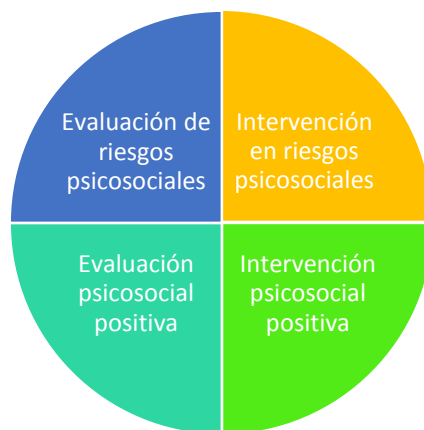 Evaluación de
riesgos
psicosociales
Intervención
en riesgos
psicosociales
Evaluación
psicosocial
positiva
Intervención
psicosocial
positiva